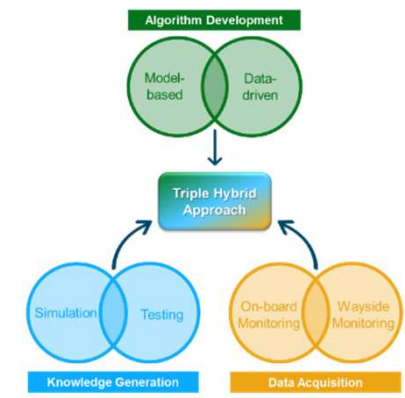 Algorithm Development
Model-
based
Data-
driven
Triple Hybrid
Approach
Simulation
Testing
On-board
Monitoring
Wayside
Monitoring
Knowledge Generation
Data Acquisition